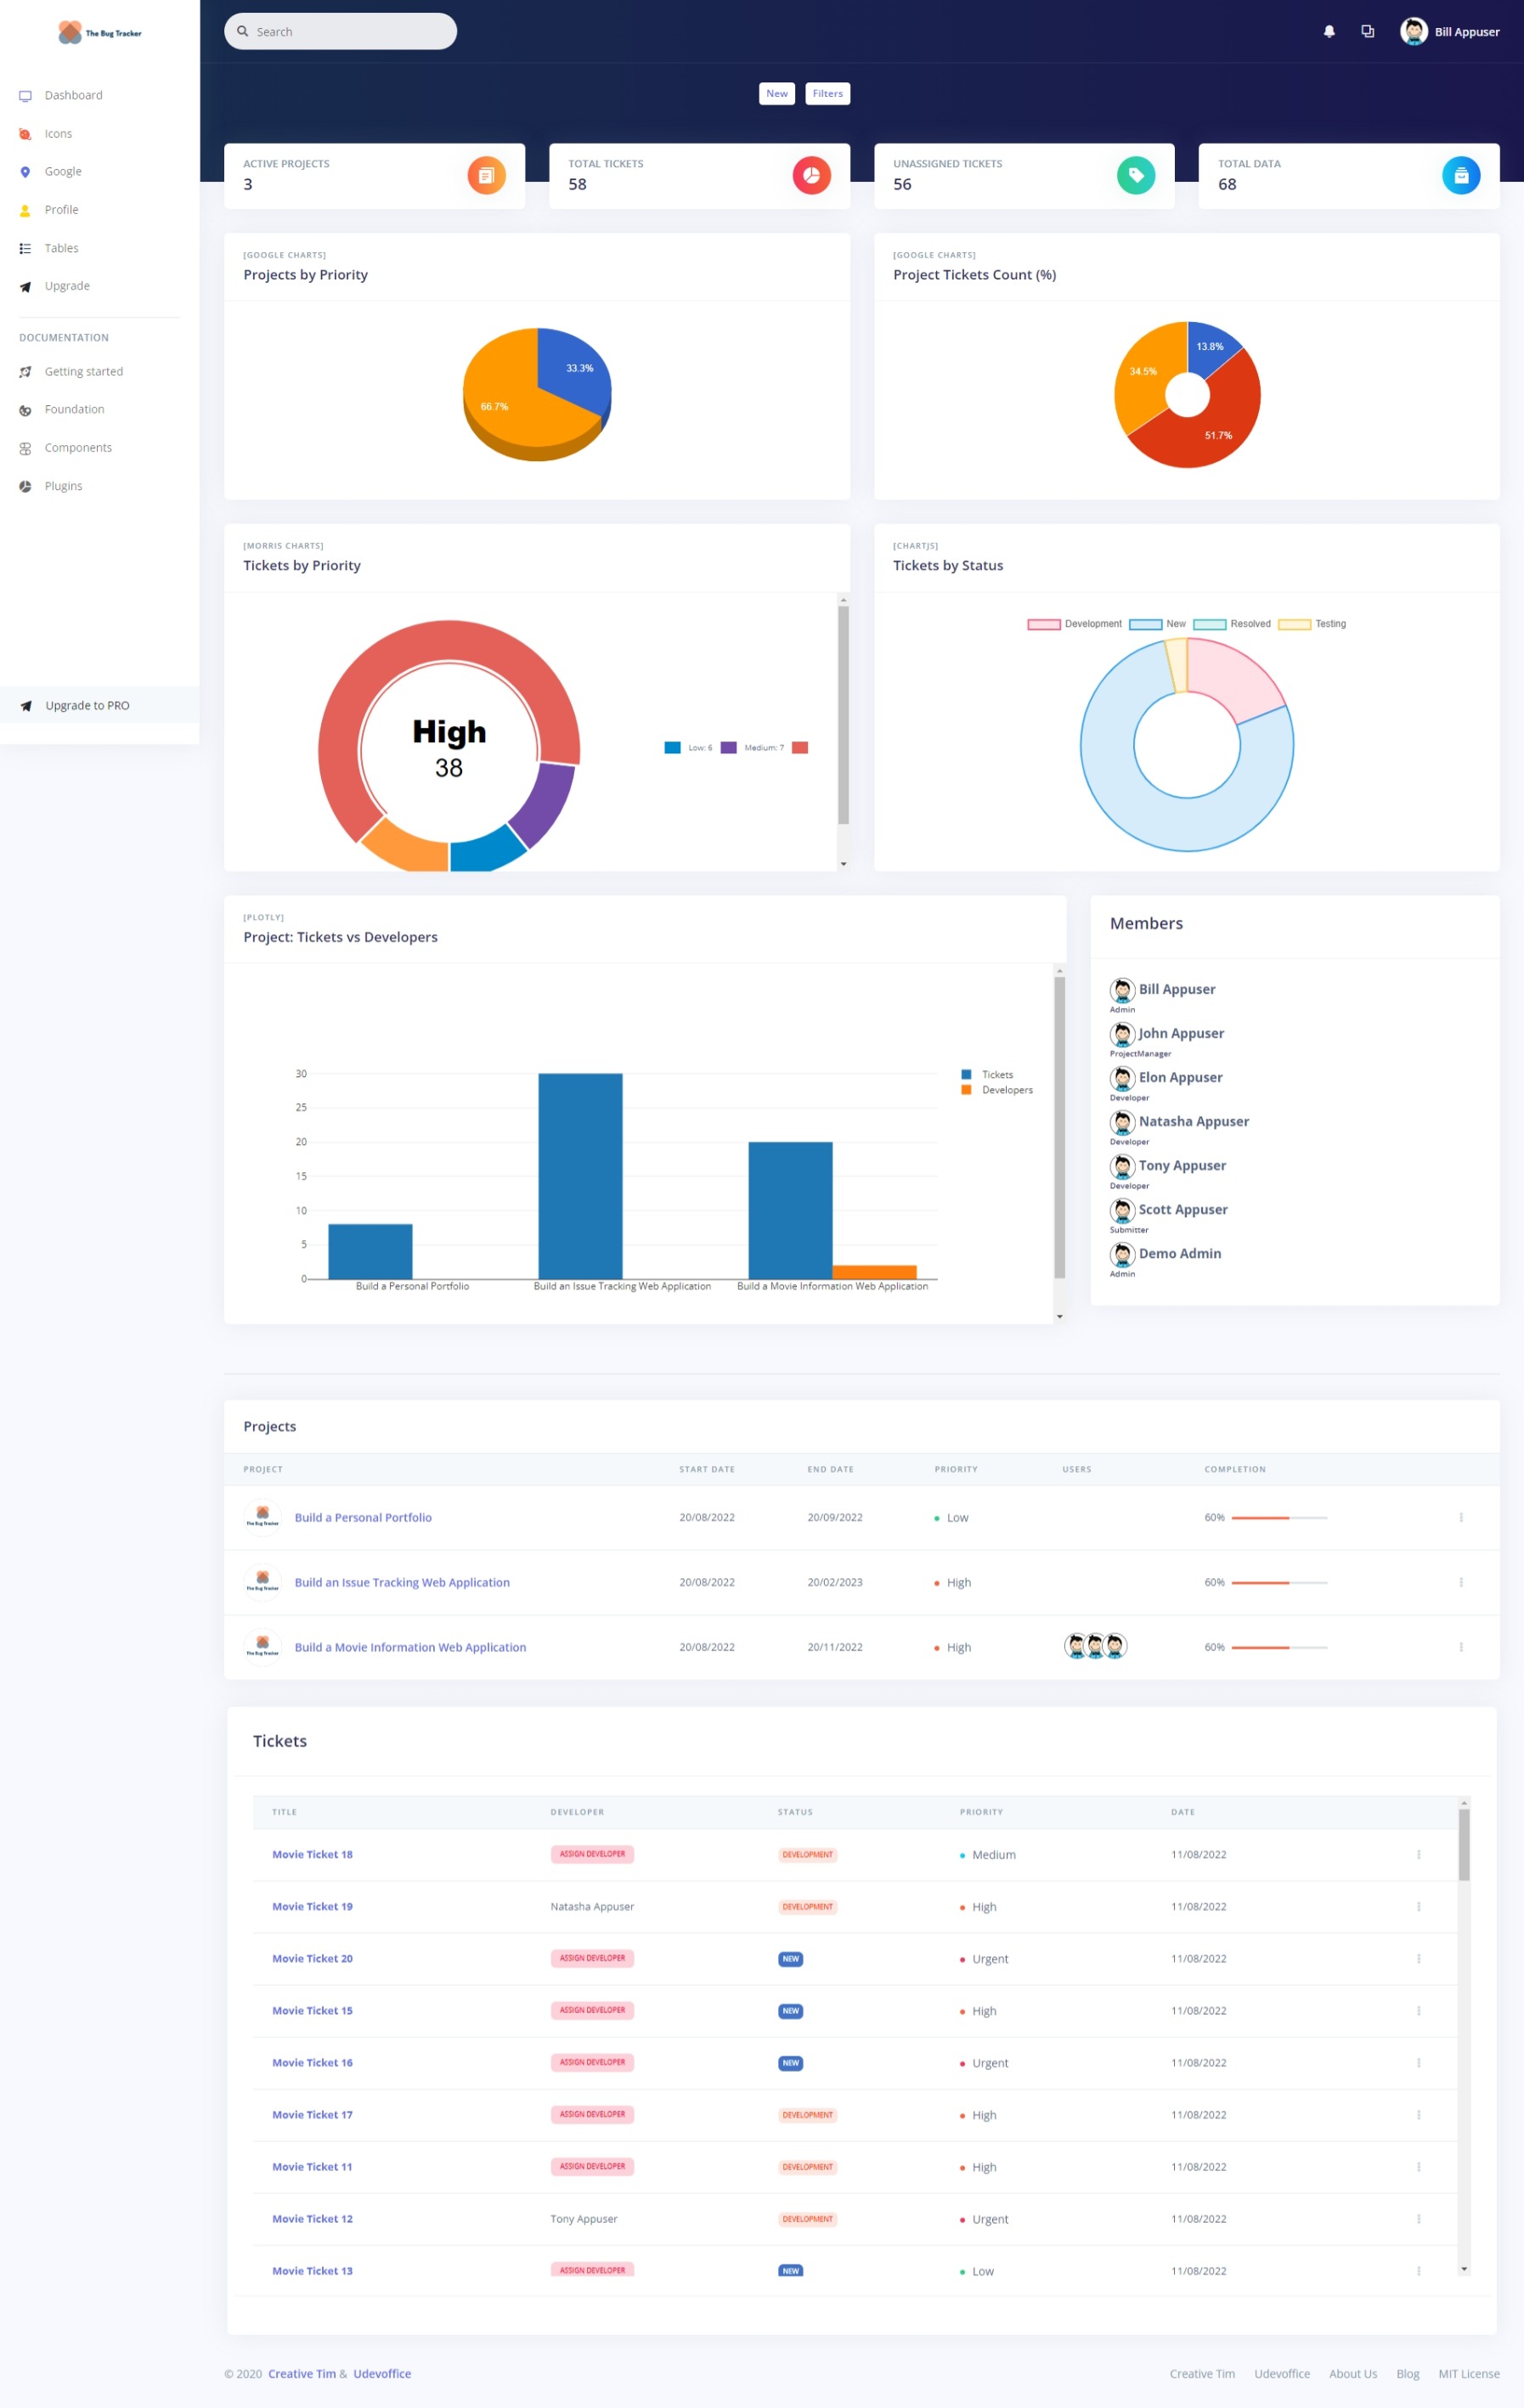 The Bug Tracker
Search
Bill Appuser
Dashboard
Icons
Google
Profile
Tables
Upgrade
DOCUMENTATION
Getting started
Foundation
Components
Plugins
Upgrade to PRO
New Filters
ACTIVE PROJECTS
3
TOTAL TICKETS
58
UNASSIGNED TICKETS
56
TOTAL DATA
68
[GOOGLE CHARTS]
Projects by Priority
33.3%
66.7%
[GOOGLE CHARTS]
Project Tickets Count (%)
13.8%
34.5%
51.7%
[MORRIS CHARTS]
Tickets by Priority
High
38
Low: 6 Medium: 7
[CHARTJS]
Tickets by Status
Development New Resolved Testing
[PLOTLY]
Project: Tickets vs Developers
30
25
20
15
10
5
0
Tickets
Developers
Build a Personal Portfolio Build an Issue Tracking Web Application Build a Movie Information Web Application
Members
Bill Appuser
Admin
John Appuser
ProjectManager
Elon Appuser
Developer
Natasha Appuser
Developer
Tony Appuser
Developer
Scott Appuser
Submitter
Demo Admin
Admin
Projects
PROJECT START DATE END DATE PRIORITY USERS COMPLETION
The Bug Tracker Build a Personal Portfolio 20/08/2022 20/09/2022 Low 60%
The Bug Tracker Build an Issue Tracking Web Application 20/08/2022 20/02/2023 High 60%
The Bug Tracker Build a Movie Information Web Application 20/08/2022 20/11/2022 High 60%
Tickets
TITLE DEVELOPER STATUS PRIORITY DATE
Movie Ticket 18 ASSIGN DEVELOPER DEVELOPMENT Medium 11/08/2022
Movie Ticket 19 Natasha Appuser DEVELOPMENT High 11/08/2022
Movie Ticket 20 ASSIGN DEVELOPER NEW Urgent 11/08/2022
Movie Ticket 15 ASSIGN DEVELOPER NEW High 11/08/2022
Movie Ticket 16 ASSIGN DEVELOPER NEW Urgent 11/08/2022
Movie Ticket 17 ASSIGN DEVELOPER DEVELOPMENT High 11/08/2022
Movie Ticket 11 ASSIGN DEVELOPER DEVELOPMENT High 11/08/2022
Movie Ticket 12 Tony Appuser DEVELOPMENT Urgent 11/08/2022
Movie Ticket 13 ASSIGN DEVELOPER NEW Low 11/08/2022
© 2020 Creative Tim & Udevoffice
Creative Tim Udevoffice About Us Blog MIT License